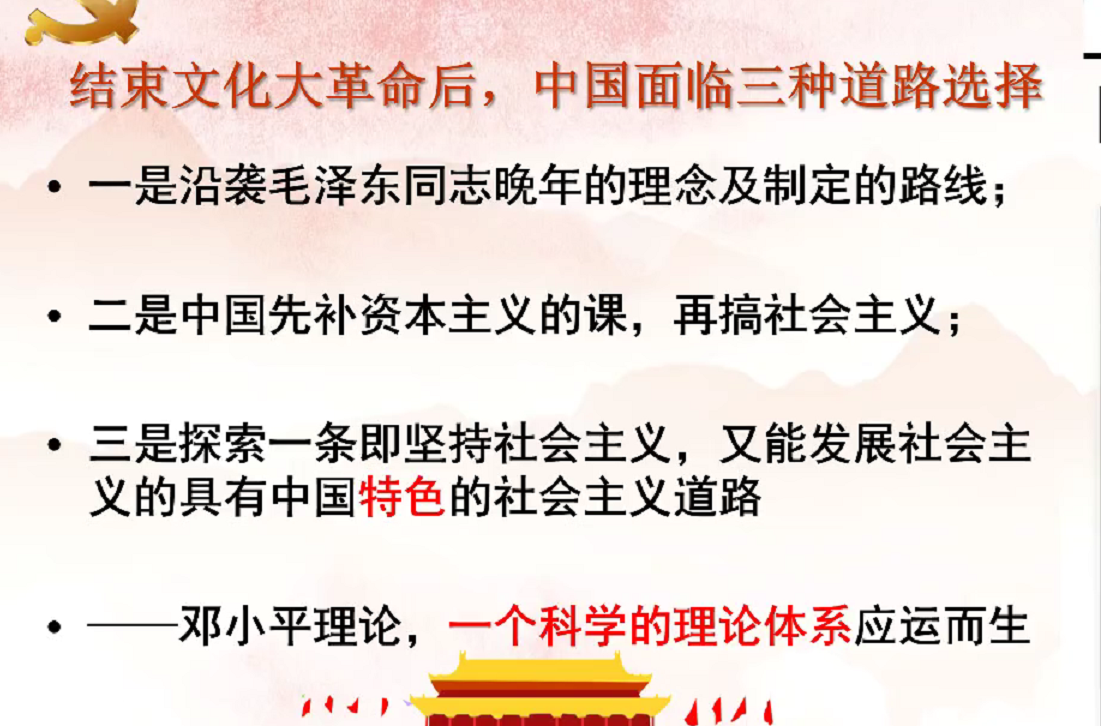 结束文化大革命后，中国面临三种道路选择
• 一是沿袭毛泽东同志晚年的理念及制定的路线；
• 二是中国先补资本主义的课，再搞社会主义；
• 三是探索一条即坚持社会主义，又能发展社会主
义的具有中国特色的社会主义道路
• ——邓小平理论，一个科学的理论体系应运而生